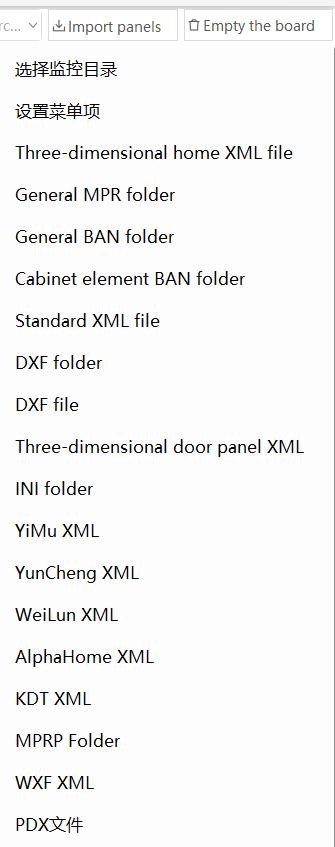 rc...
Import panels
Empty the board
选择监控目录
设置菜单项
Three-dimensional home XML file
General MPR folder
General BAN folder
Cabinet element BAN folder
Standard XML file
DXF folder
DXF file
Three-dimensional door panel XML
INI folder
YiMu XML
YunCheng XML
WeiLun XML
AlphaHome XML
KDT XML
MPRP Folder
WXF XML
PDX文件